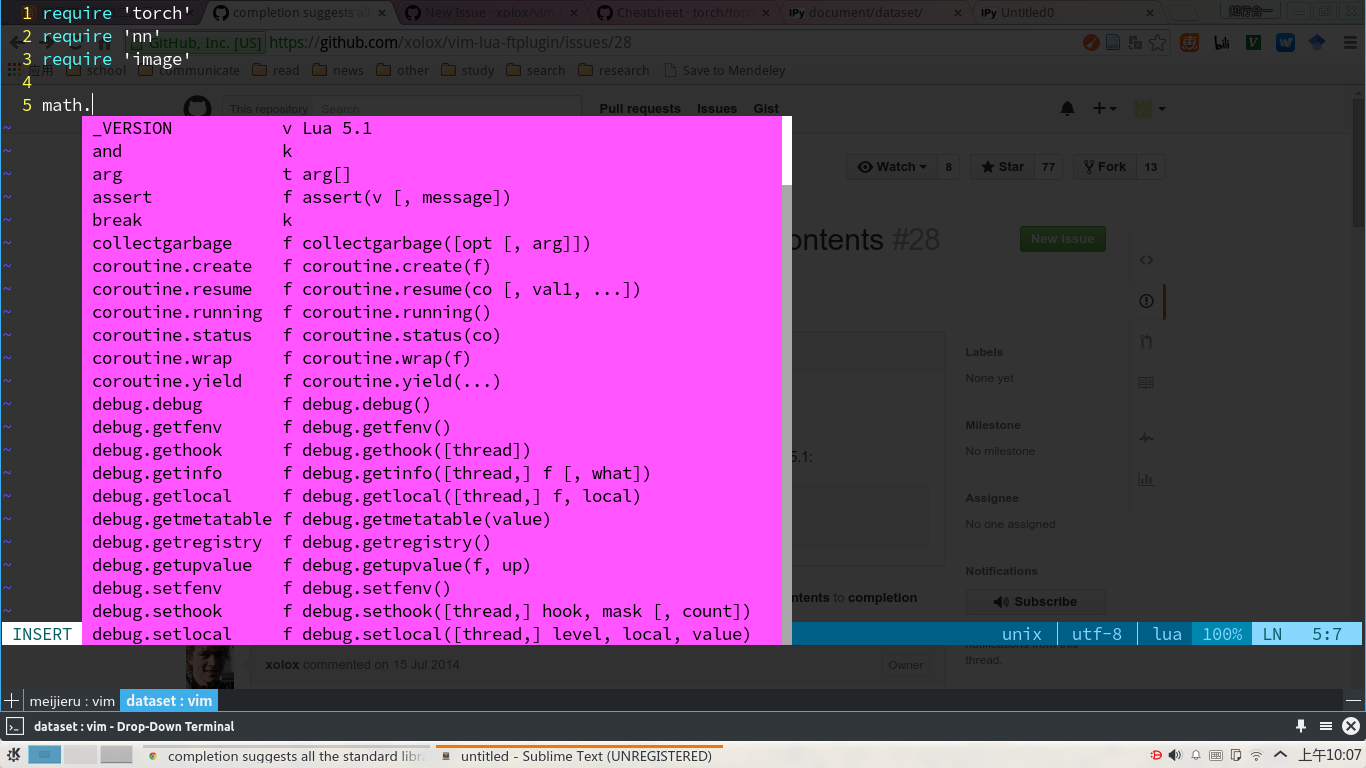 1 require 'torch'
2 require 'nn'
3 require 'image'
4
5 math.
completion suggests all
New Issue · xolox/vim-l
Cheatsheet · torch/torc
IPy document/dataset/
IPy Untitled0
GitHub, Inc. [US] https://github.com/xolox/vim-lua-ftplugin/issues/28
school
communicate
read
news
other
study
search
research
Save to Mendeley
This repository
Search
Pull requests
Issues
Gist
Watch
8
Star
77
Fork
13
ontents #28
New Issue
_VERSION v Lua 5.1
and k
arg t arg[]
assert f assert(v [, message])
break k
collectgarbage f collectgarbage([opt [, arg]])
coroutine.create f coroutine.create(f)
coroutine.resume f coroutine.resume(co [, val1, ...])
coroutine.running f coroutine.running()
coroutine.status f coroutine.status(co)
coroutine.wrap f coroutine.wrap(f)
coroutine.yield f coroutine.yield(...)
debug.debug f debug.debug()
debug.getfenv f debug.getfenv()
debug.gethook f debug.gethook([thread])
debug.getinfo f debug.getinfo([thread,] f [, what])
debug.getlocal f debug.getlocal([thread,] f, local)
debug.getmetatable f debug.getmetatable(value)
debug.getregistry f debug.getregistry()
debug.getupvalue f debug.getupvalue(f, up)
debug.setfenv f debug.setfenv()
debug.sethook f debug.sethook([thread,] hook, mask [, count])
debug.setlocal f debug.setlocal([thread,] level, local, value)
5.1:
ntents to completion
Labels
None yet
Milestone
No milestone
Assignee
No one assigned
Notifications
Subscribe
notifications from this
thread.
INSERT
unix
utf-8
lua
100%
LN 5:7
xolox commented on 15 Jul 2014
Owner
meijieru : vim
dataset : vim
dataset : vim - Drop-Down Terminal
completion suggests all the standard libra
untitled - Sublime Text (UNREGISTERED)
上午10:07